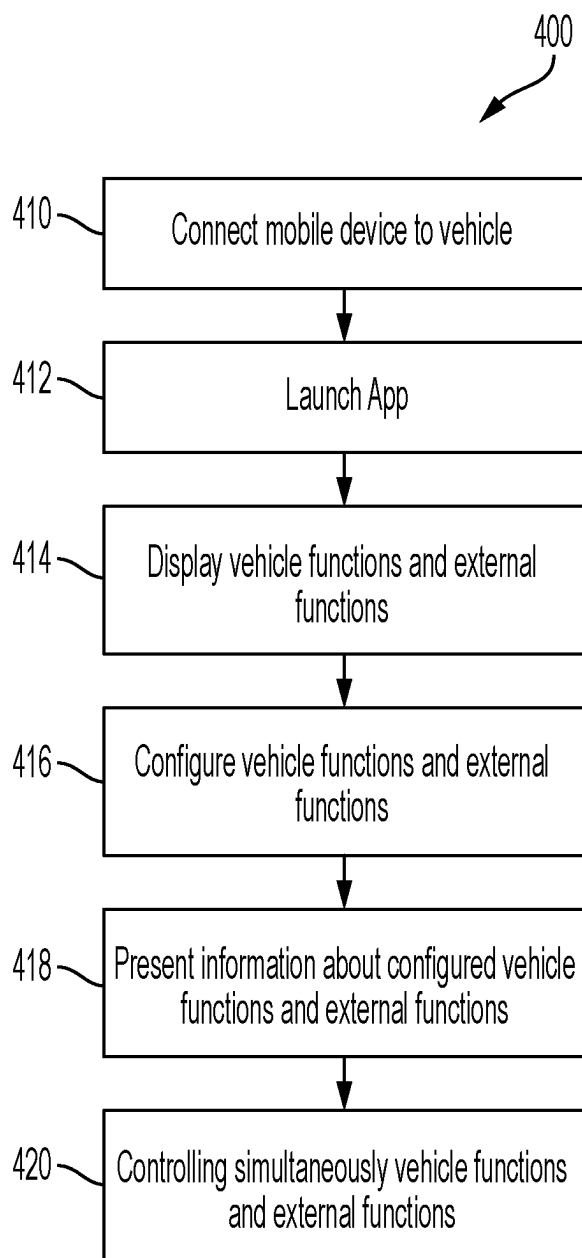 400
410
Connect mobile device to vehicle
412
Launch App
414
Display vehicle functions and external
functions
416
Configure vehicle functions and external
functions
418
Present information about configured vehicle
functions and external functions
420
Controlling simultaneously vehicle functions
and external functions